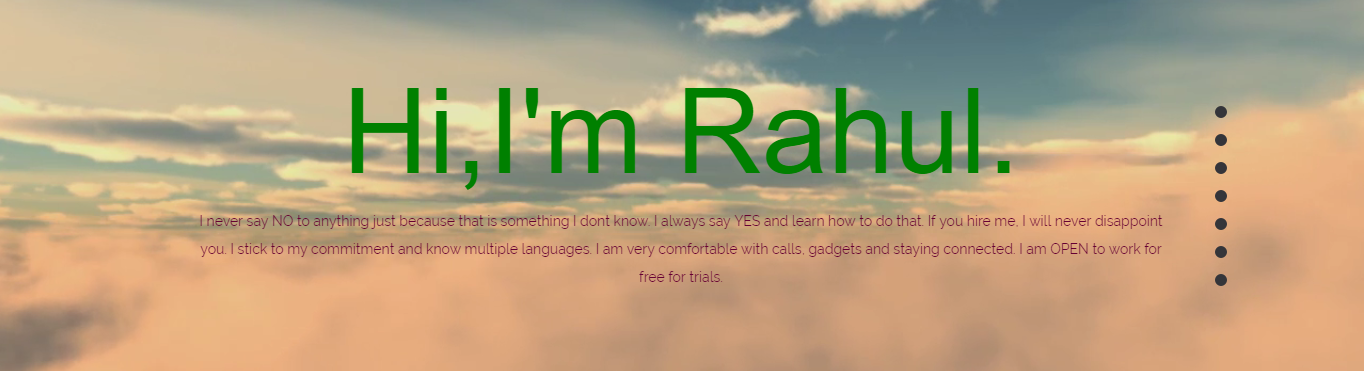 Hi,I'm Rahul.
I never say NO to anything just because that is something I dont know. I always say YES and learn how to do that. If you hire me, I will never disappoint
you. I stick to my commitment and know multiple languages. I am very comfortable with calls, gadgets and staying connected. I am OPEN to work for
free for trials.